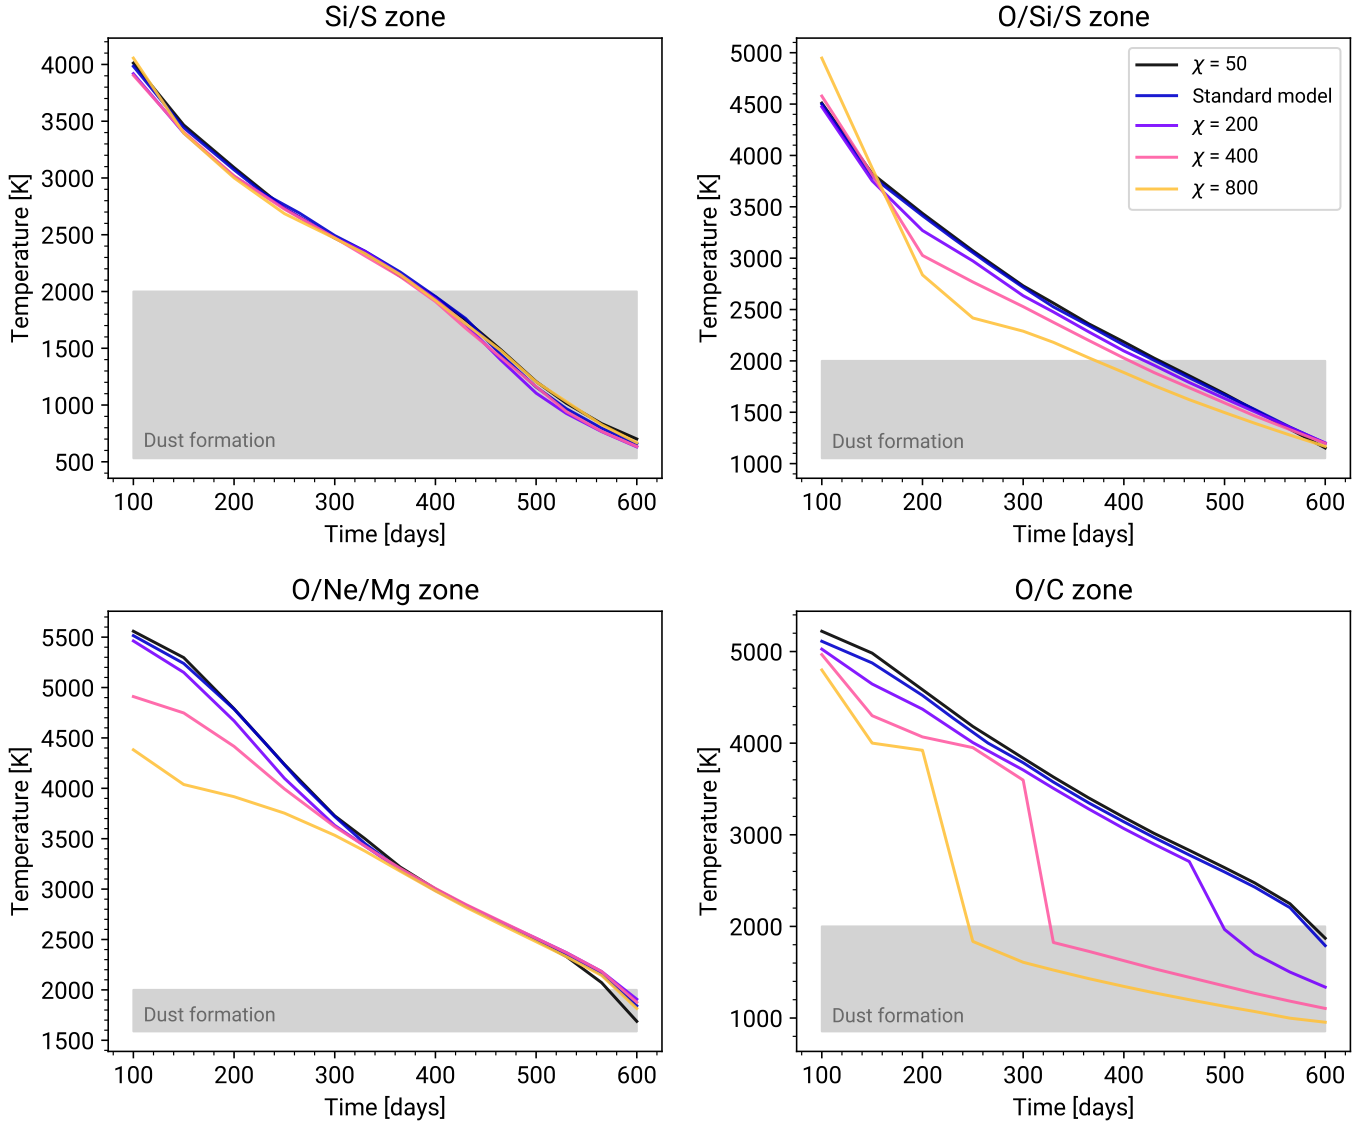 Si/S zone
Temperature [K]
4000
3500
3000
2500
2000
1500
1000
500
Dust formation
100 200 300 400 500 600
Time [days]
O/Si/S zone
Temperature [K]
5000
4500
4000
3500
3000
2500
2000
1500
1000
χ = 50
Standard model
χ = 200
χ = 400
χ = 800
Dust formation
100 200 300 400 500 600
Time [days]
O/Ne/Mg zone
Temperature [K]
5500
5000
4500
4000
3500
3000
2500
2000
1500
Dust formation
100 200 300 400 500 600
Time [days]
O/C zone
Temperature [K]
5000
4000
3000
2000
1000
Dust formation
100 200 300 400 500 600
Time [days]